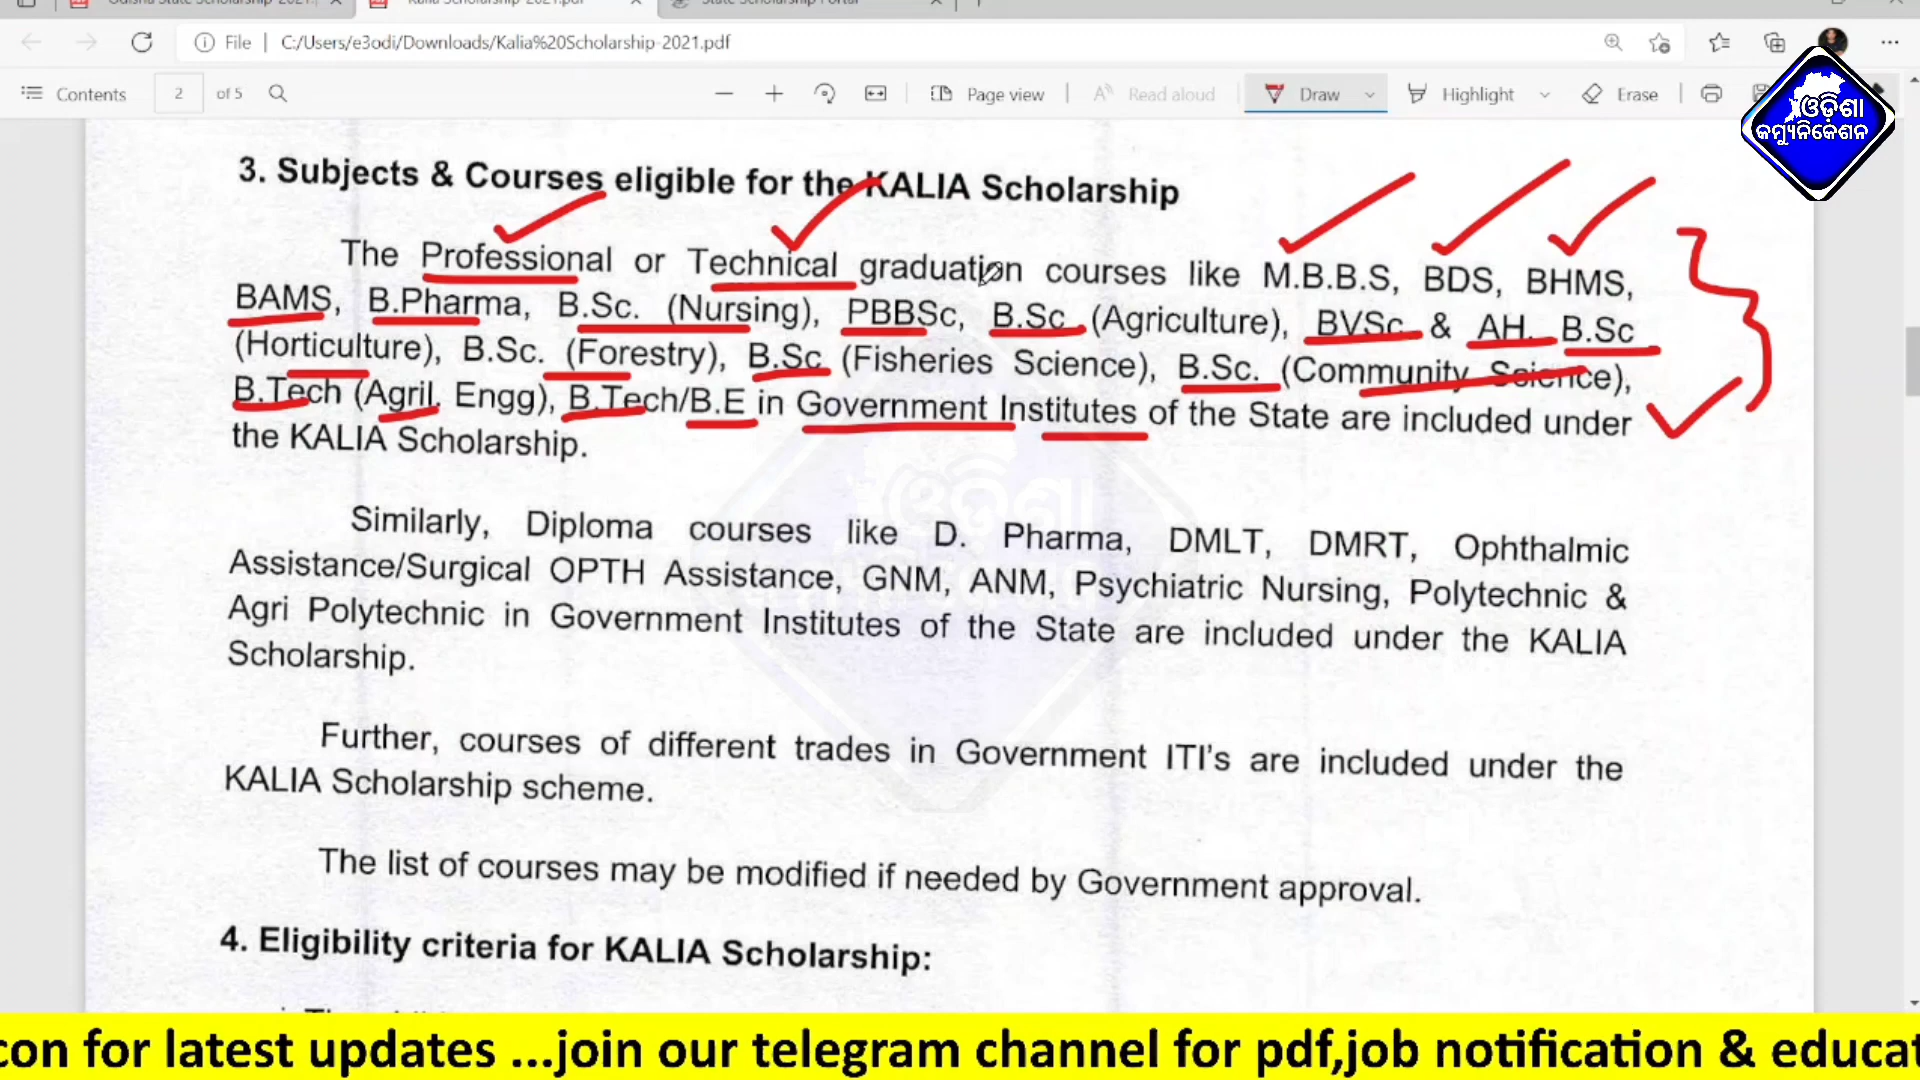 Kalia Scholarship-2021.pdf
State Scholarship Portal
File
C:/Users/e3odi/Downloads/Kalia%20Scholarship-2021.pdf
Contents
2
of 5
Page view
Read aloud
Draw
Highlight
Erase
ଓଡ଼ିଶା
କମ୍ୟୁନିକେଶନ
3. Subjects & Courses eligible for the KALIA Scholarship
The Professional or Technical graduation courses like M.B.B.S, BDS, BHMS,
BAMS, B.Pharma, B.Sc. (Nursing), PBBSc, B.Sc (Agriculture), BVSc & AH. B.Sc
(Horticulture), B.Sc. (Forestry), B.Sc (Fisheries Science), B.Sc. (Community Science),
B.Tech (Agril. Engg), B.Tech/B.E in Government Institutes of the State are included under
the KALIA Scholarship.
Similarly, Diploma courses like D. Pharma, DMLT, DMRT, Ophthalmic
Assistance/Surgical OPTH Assistance, GNM, ANM, Psychiatric Nursing, Polytechnic &
Agri Polytechnic in Government Institutes of the State are included under the KALIA
Scholarship.
Further, courses of different trades in Government ITI's are included under the
KALIA Scholarship scheme.
The list of courses may be modified if needed by Government approval.
4. Eligibility criteria for KALIA Scholarship:
con for latest updates ...join our telegram channel for pdf,job notification & educat